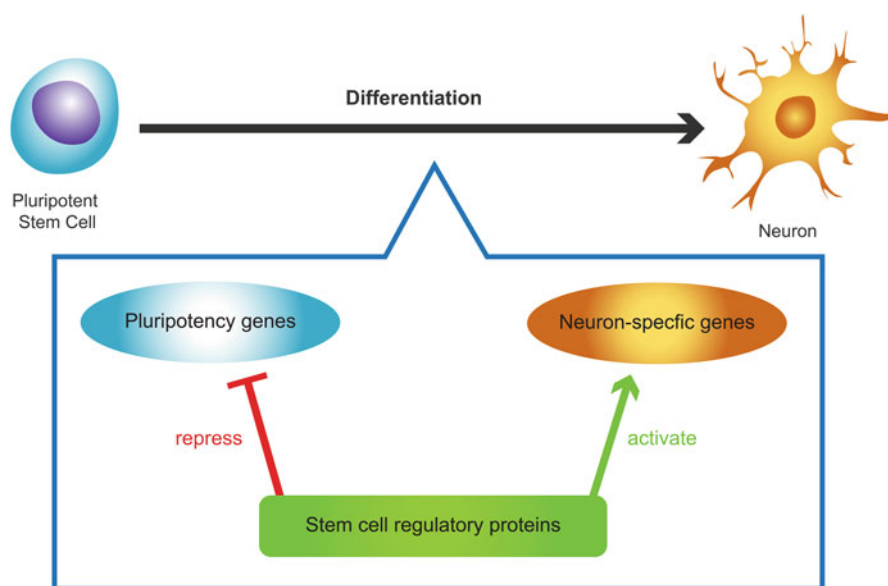 Differentiation
Pluripotent
Stem Cell
Neuron
Pluripotency genes
Neuron-specfic genes
repress
activate
Stem cell regulatory proteins